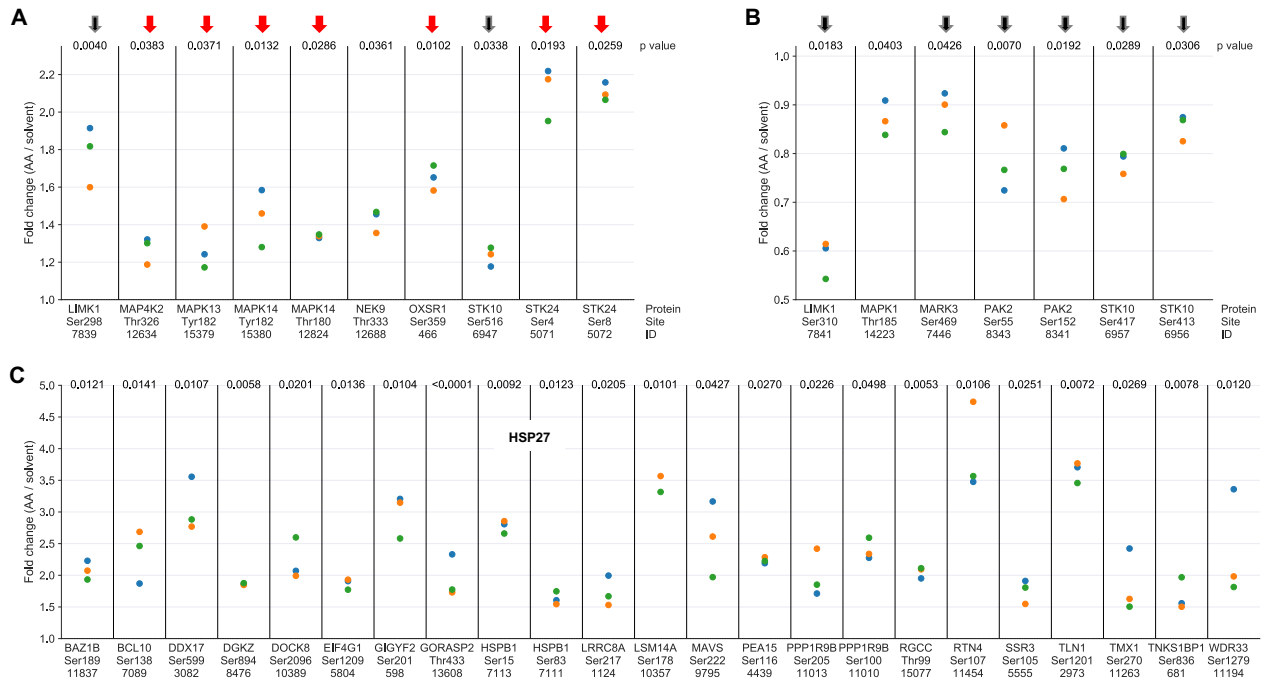 A
0.0040 0.0383 0.0371 0.0132 0.0286 0.0361 0.0102 0.0338 0.0193 0.0259 p value
Fold change (AA / solvent)
2.2
2.0
1.8
1.6
1.4
1.2
1.0
LIMK1 MAP4K2 MAPK13 MAPK14 MAPK14 NEK9 OXSR1 STK10 STK24 STK24 Protein
Ser298 Thr326 Tyr182 Tyr182 Thr180 Thr333 Ser359 Ser516 Ser4 Ser8 Site
7839 12634 15379 15380 12824 12688 466 6947 5071 5072 ID
B
0.0183 0.0403 0.0426 0.0070 0.0192 0.0289 0.0306 p value
Fold change (AA / solvent)
1.0
0.9
0.8
0.7
0.6
0.5
LIMK1 MAPK1 MARK3 PAK2 PAK2 STK10 STK10 Protein
Ser310 Thr185 Ser469 Ser55 Ser152 Ser417 Ser413 Site
7841 14223 7446 8343 8341 6957 6956 ID
C
0.0121 0.0141 0.0107 0.0058 0.0201 0.0136 0.0104 <0.0001 0.0092 0.0123 0.0205 0.0101 0.0427 0.0270 0.0226 0.0498 0.0053 0.0106 0.0251 0.0072 0.0269 0.0078 0.0120
Fold change (AA / solvent)
5.0
4.5
4.0
3.5
3.0
2.5
2.0
1.5
1.0
HSP27
BAZ1B BCL10 DDX17 DGKZ DOCK8 EIF4G1 GIGYF2 GORASP2 HSPB1 HSPB1 LRRC8A LSM14A MAVS PEA15 PPP1R9B PPP1R9B RGCC RTN4 SSR3 TLN1 TMX1 TNKS1BP1 WDR33
Ser189 Ser138 Ser599 Ser894 Ser2096 Ser1209 Ser201 Thr433 Ser15 Ser83 Ser217 Ser178 Ser222 Ser116 Ser205 Ser100 Thr99 Ser107 Ser105 Ser1201 Ser270 Ser836 Ser1279
11837 7089 3082 8476 10389 5804 598 13608 7113 7111 1124 10357 9795 4439 11013 11010 15077 11454 5555 2973 11263 681 11194